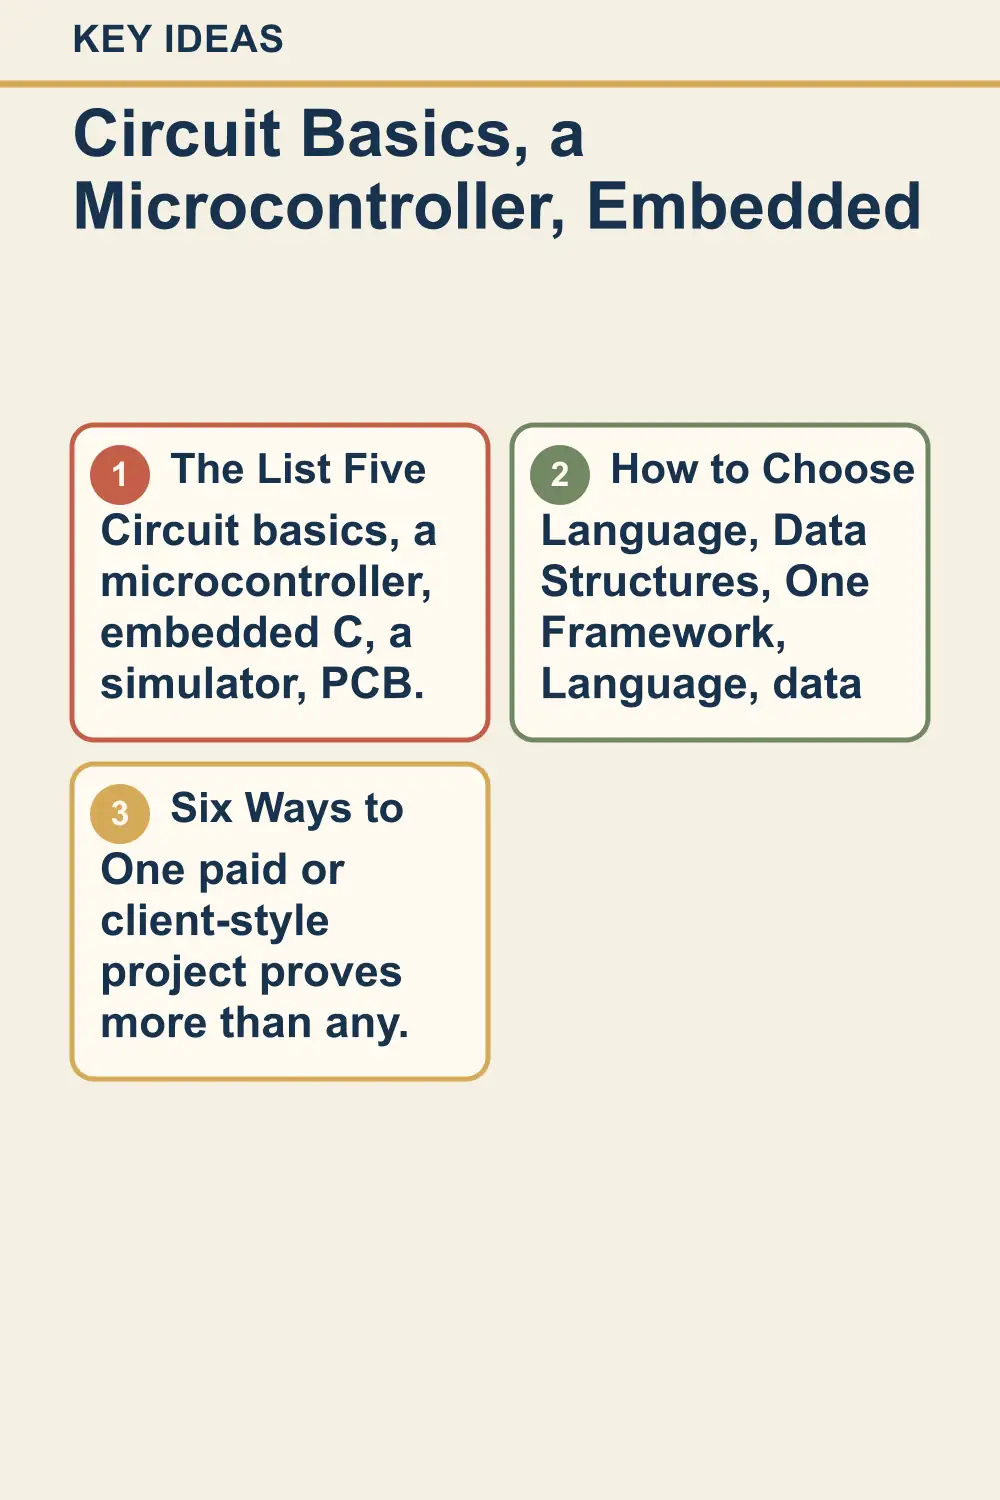 KEY IDEAS
Circuit Basics, a
Microcontroller, Embedded
1 The List Five
Circuit basics, a
microcontroller,
embedded C, a
simulator, PCB.
2 How to Choose
Language, Data
Structures, One
Framework,
Language, data
3 Six Ways to
One paid or
client-style
project proves
more than any.